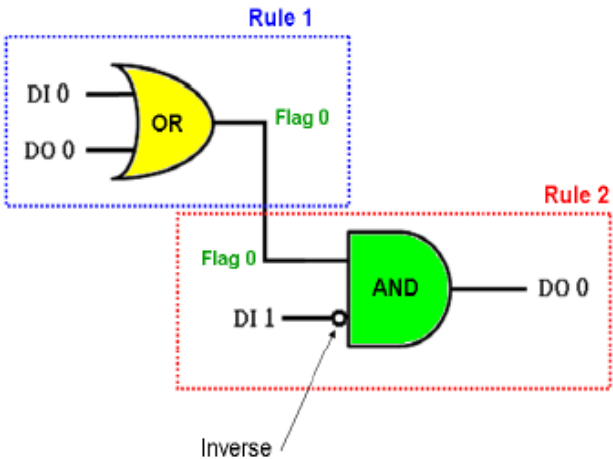 Rule 1
DI 0
OR
Flag 0
DO 0
Rule 2
Flag 0
AND
DO 0
DI 1
Inverse